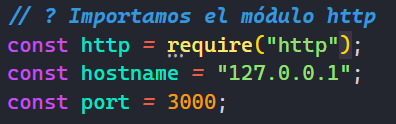 // ? Importamos el módulo http
const http = require("http");
const hostname = "127.0.0.1";
const port = 3000;